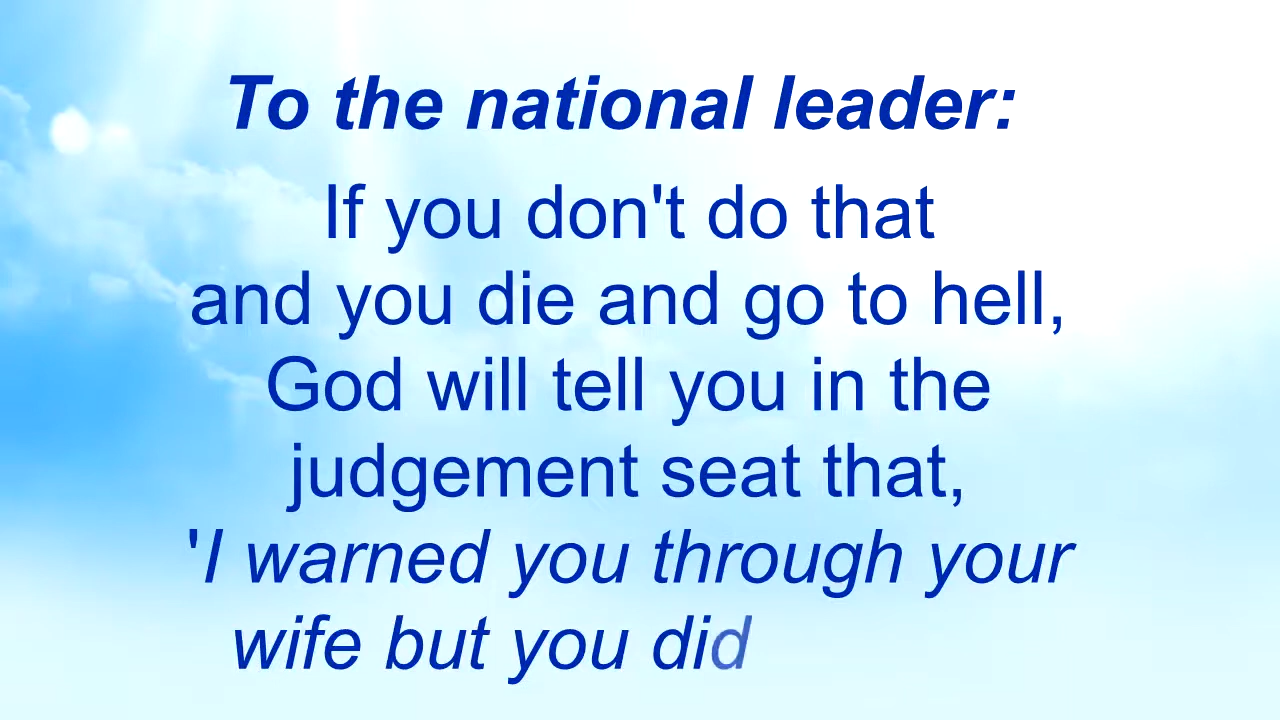 To the national leader:
If you don't do that
and you die and go to hell,
God will tell you in the
judgement seat that,
'I warned you through your
wife but you did